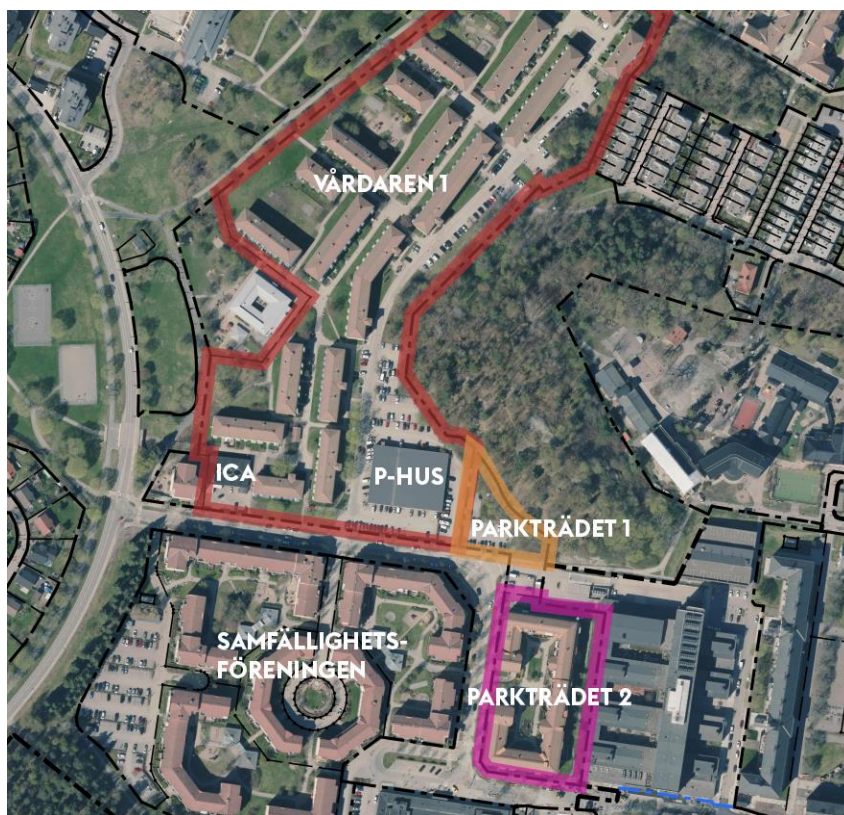 VÅRDAREN 1
ICA
P-HUS
PARKTRÄDET 1
SAMFÄLLIGHETS-
FÖRENINGEN
PARKTRÄDET 2